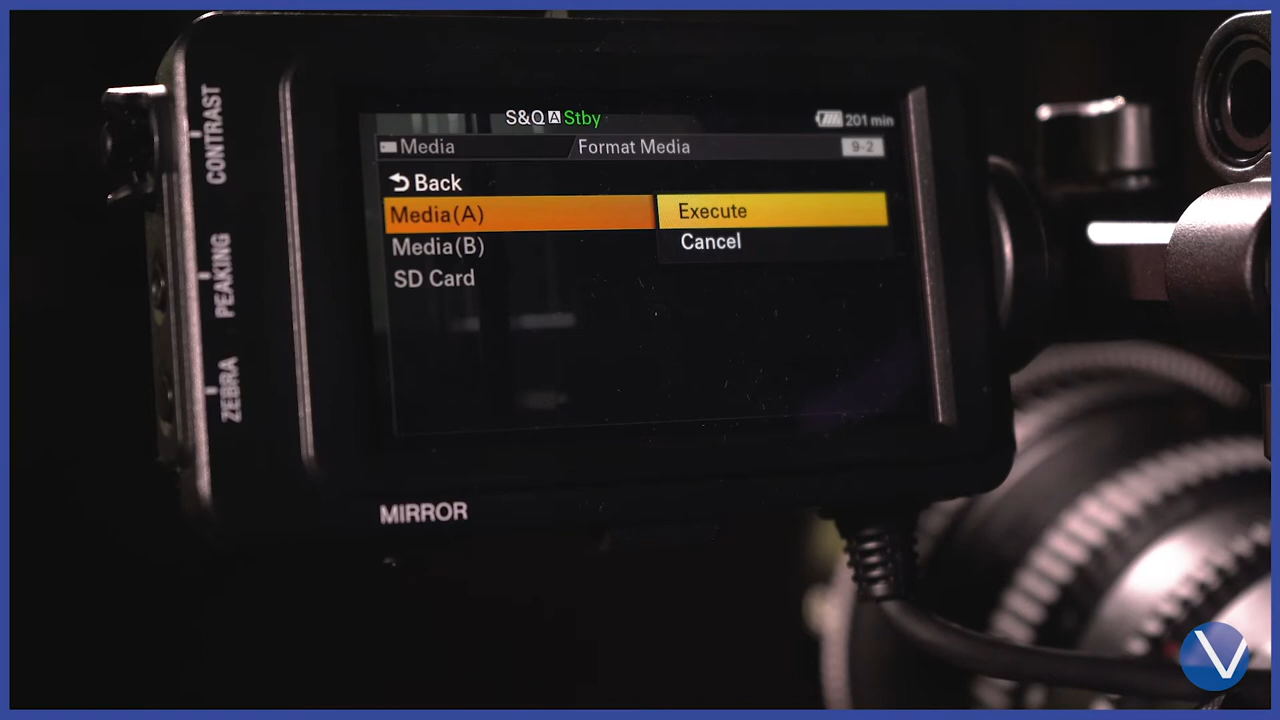 S&Q A Stby 201 min
Media Format Media 9-2
Back
Media(A) Execute
Media(B) Cancel
SD Card
CONTRAST
PEAKING
ZEBRA
MIRROR
V